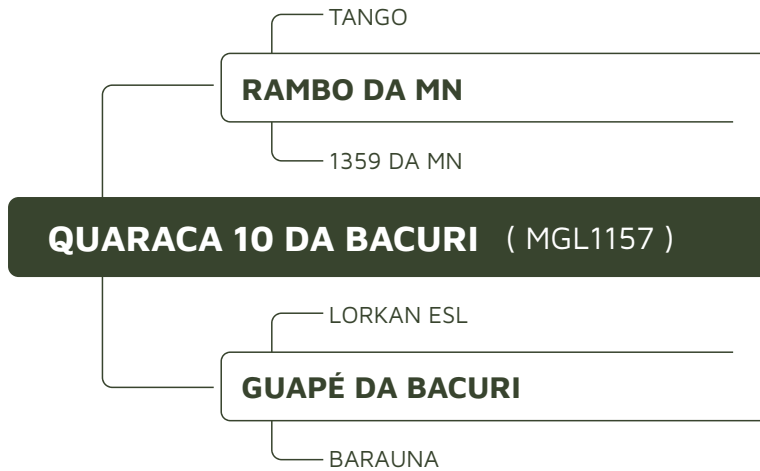 TANGO
RAMBO DA MN
1359 DA MN
QUARACA 10 DA BACURI ( MGL1157 )
LORKAN ESL
GUAPÉ DA BACURI
BARAUNA